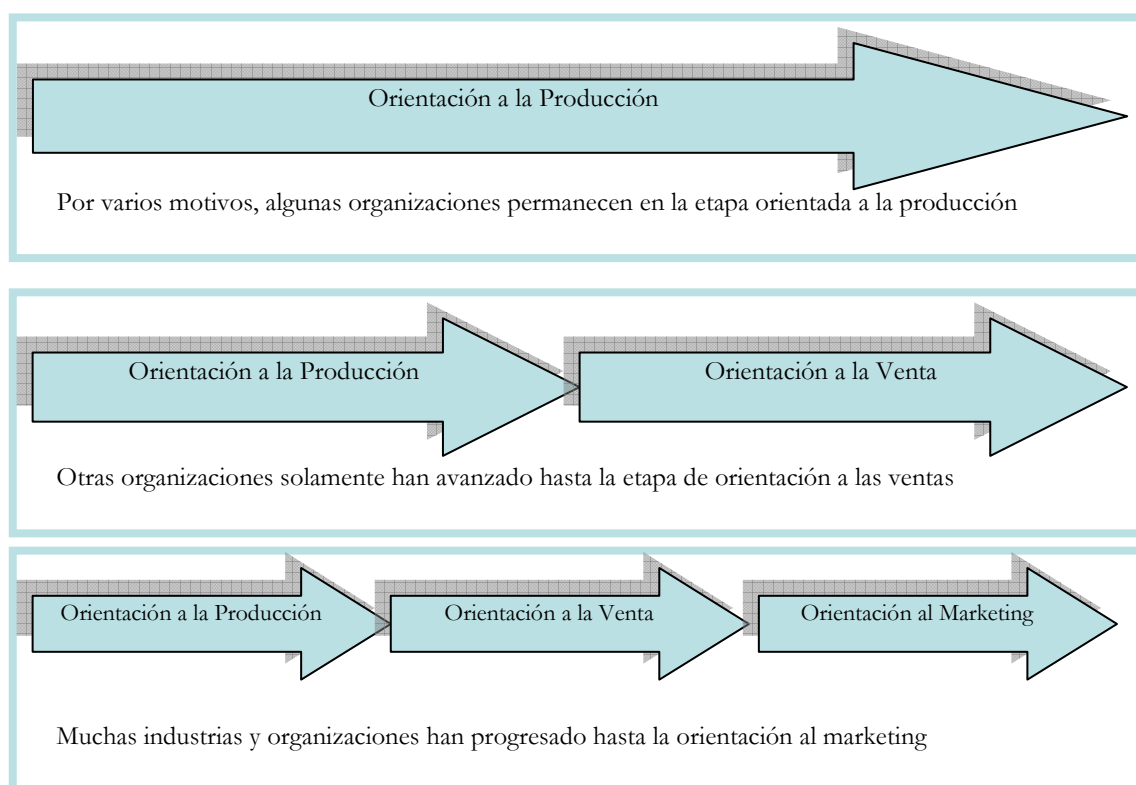 Orientación a la Producción
Por varios motivos, algunas organizaciones permanecen en la etapa orientada a la producción
Orientación a la Producción
Orientación a la Venta
Otras organizaciones solamente han avanzado hasta la etapa de orientación a las ventas
Orientación a la Producción
Orientación a la Venta
Orientación al Marketing
Muchas industrias y organizaciones han progresado hasta la orientación al marketing